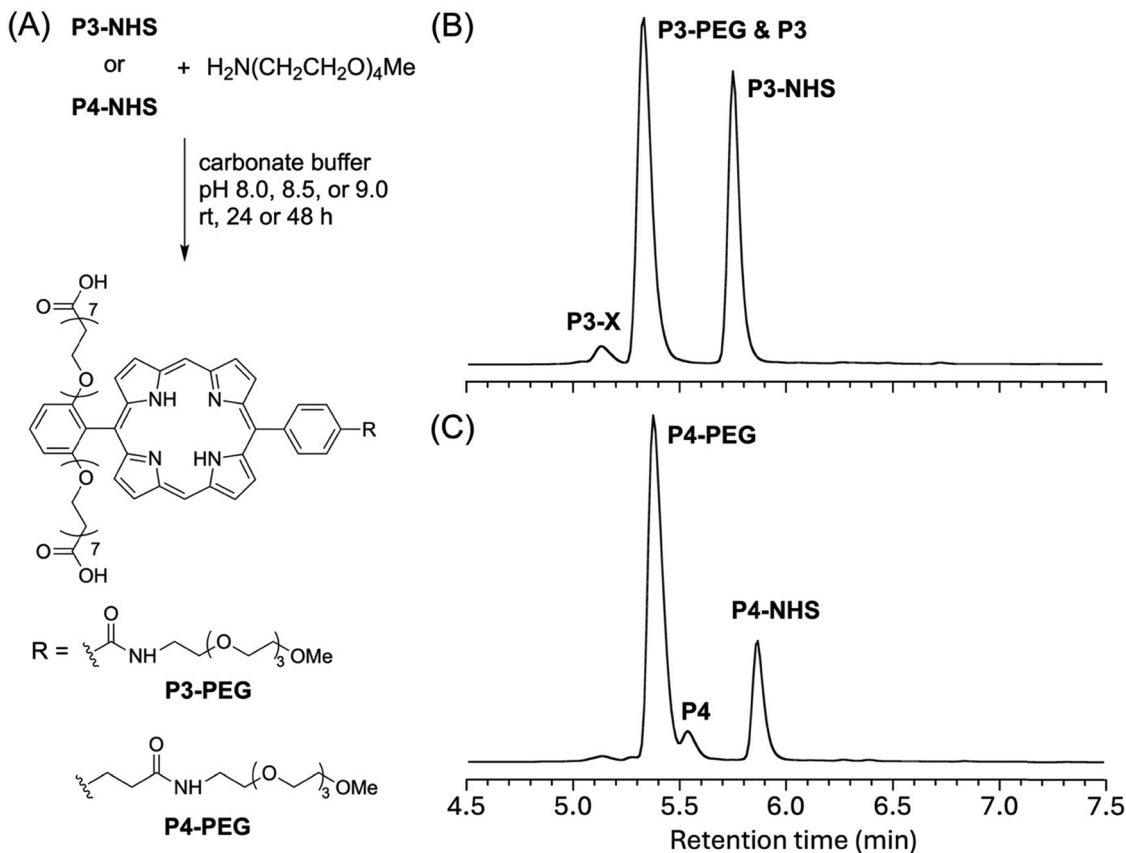 (A)
P3-NHS
or
P4-NHS
+ H₂N(CH₂CH₂O)₄Me
carbonate buffer
pH 8.0, 8.5, or 9.0
rt, 24 or 48 h
OH
O
7
O
NH
N
N
HN
R
O
7
O
OH
R =
O
NH
O
3
OMe
P3-PEG
O
NH
O
3
OMe
P4-PEG
(B)
P3-PEG & P3
P3-NHS
P3-X
(C)
P4-PEG
P4
P4-NHS
4.5 5.0 5.5 6.0 6.5 7.0 7.5
Retention time (min)